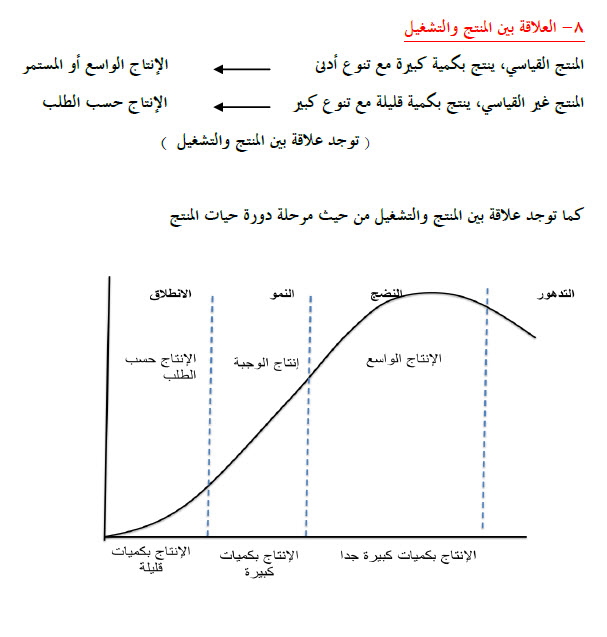 ٨- العلاقة بين المنتج والتشغيل
المنتج القياسي، ينتج بكمية كبيرة مع تنوع أدنى الإنتاج الواسع أو المستمر
المنتج غير القياسي، ينتج بكمية قليلة مع تنوع كبير الإنتاج حسب الطلب
( توجد علاقة بين المنتج والتشغيل )
كما توجد علاقة بين المنتج والتشغيل من حيث مرحلة دورة حيات المنتج
الانطلاق
النمو
النضج
التدهور
الإنتاج حسب
الطلب
إنتاج الوجبة
الإنتاج الواسع
الإنتاج بكميات
قليلة
الإنتاج بكميات
كبيرة
الإنتاج بكميات كبيرة جدا